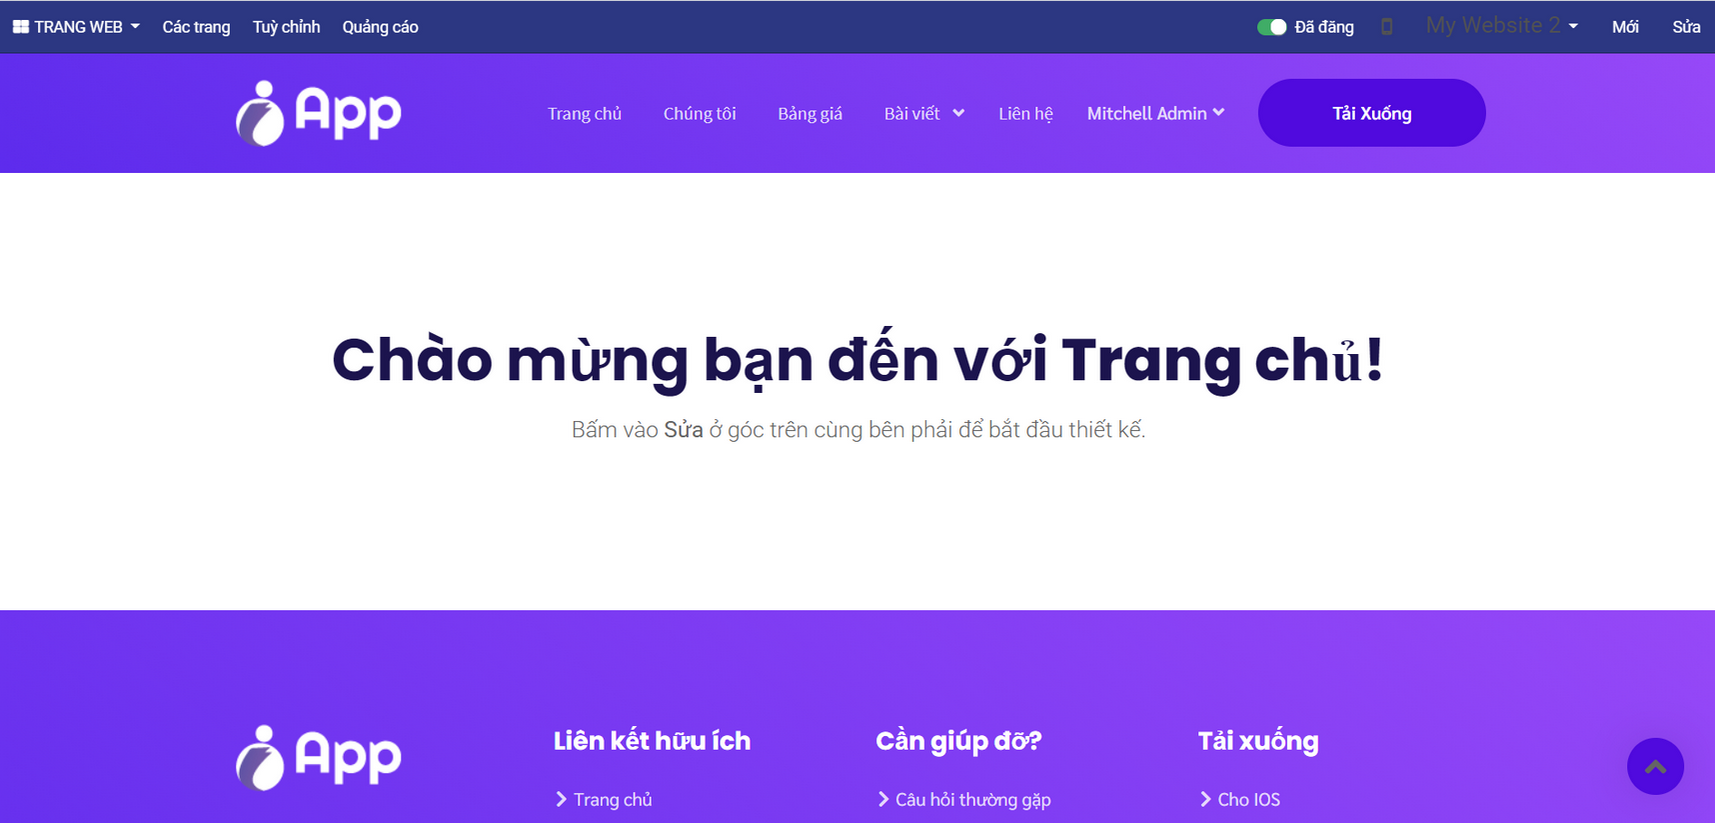 TRANG WEB Các trang Tuỳ chỉnh Quảng cáo Đã đăng My Website 2 Mới Sửa
App Trang chủ Chúng tôi Bảng giá Bài viết Liên hệ Mitchell Admin Tải Xuống
Chào mừng bạn đến với Trang chủ!
Bấm vào Sửa ở góc trên cùng bên phải để bắt đầu thiết kế.
App Liên kết hữu ích Cần giúp đỡ? Tải xuống
Trang chủ Câu hỏi thường gặp Cho IOS